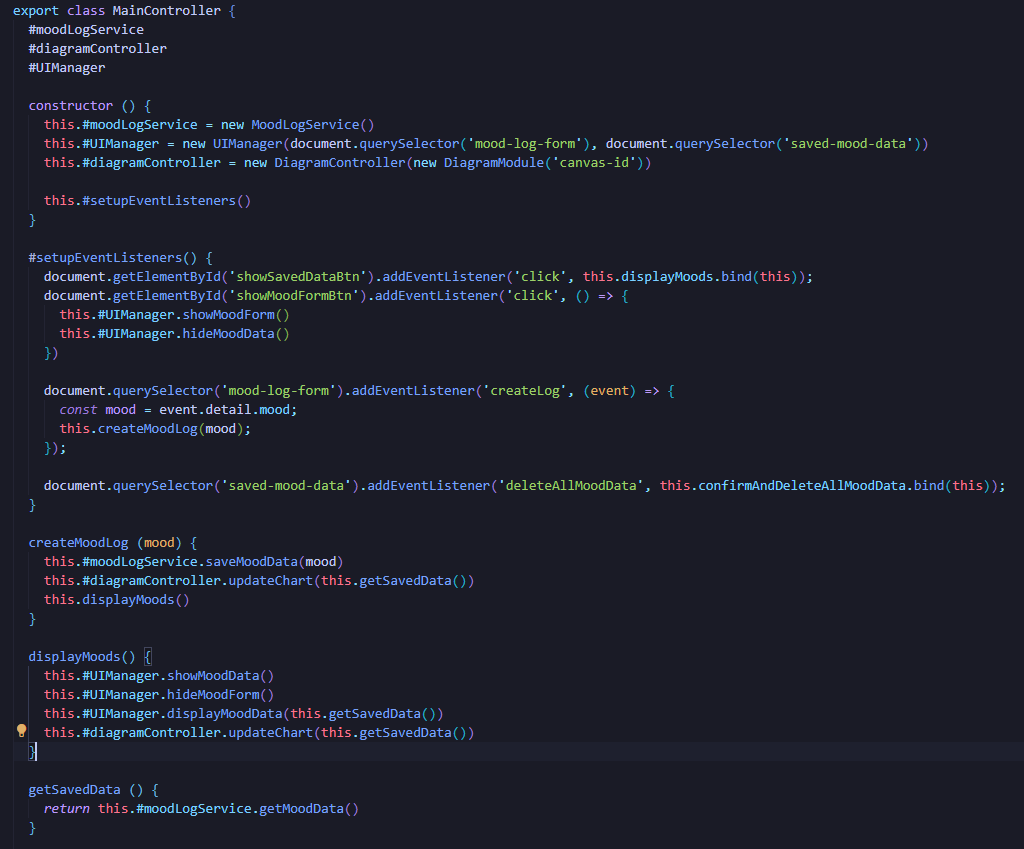 export class MainController {
#moodLogService
#diagramController
#UIManager
constructor () {
this.#moodLogService = new MoodLogService()
this.#UIManager = new UIManager(document.querySelector('mood-log-form'), document.querySelector('saved-mood-data'))
this.#diagramController = new DiagramController(new DiagramModule('canvas-id'))
this.#setupEventListeners()
}
#setupEventListeners() {
document.getElementById('showSavedDataBtn').addEventListener('click', this.displayMoods.bind(this));
document.getElementById('showMoodFormBtn').addEventListener('click', () => {
this.#UIManager.showMoodForm()
this.#UIManager.hideMoodData()
})
document.querySelector('mood-log-form').addEventListener('createLog', (event) => {
const mood = event.detail.mood;
this.createMoodLog(mood);
});
document.querySelector('saved-mood-data').addEventListener('deleteAllMoodData', this.confirmAndDeleteAllMoodData.bind(this));
}
createMoodLog (mood) {
this.#moodLogService.saveMoodData(mood)
this.#diagramController.updateChart(this.getSavedData())
this.displayMoods()
}
displayMoods() {
this.#UIManager.showMoodData()
this.#UIManager.hideMoodForm()
this.#UIManager.displayMoodData(this.getSavedData())
this.#diagramController.updateChart(this.getSavedData())
}
getSavedData () {
return this.#moodLogService.getMoodData()
}